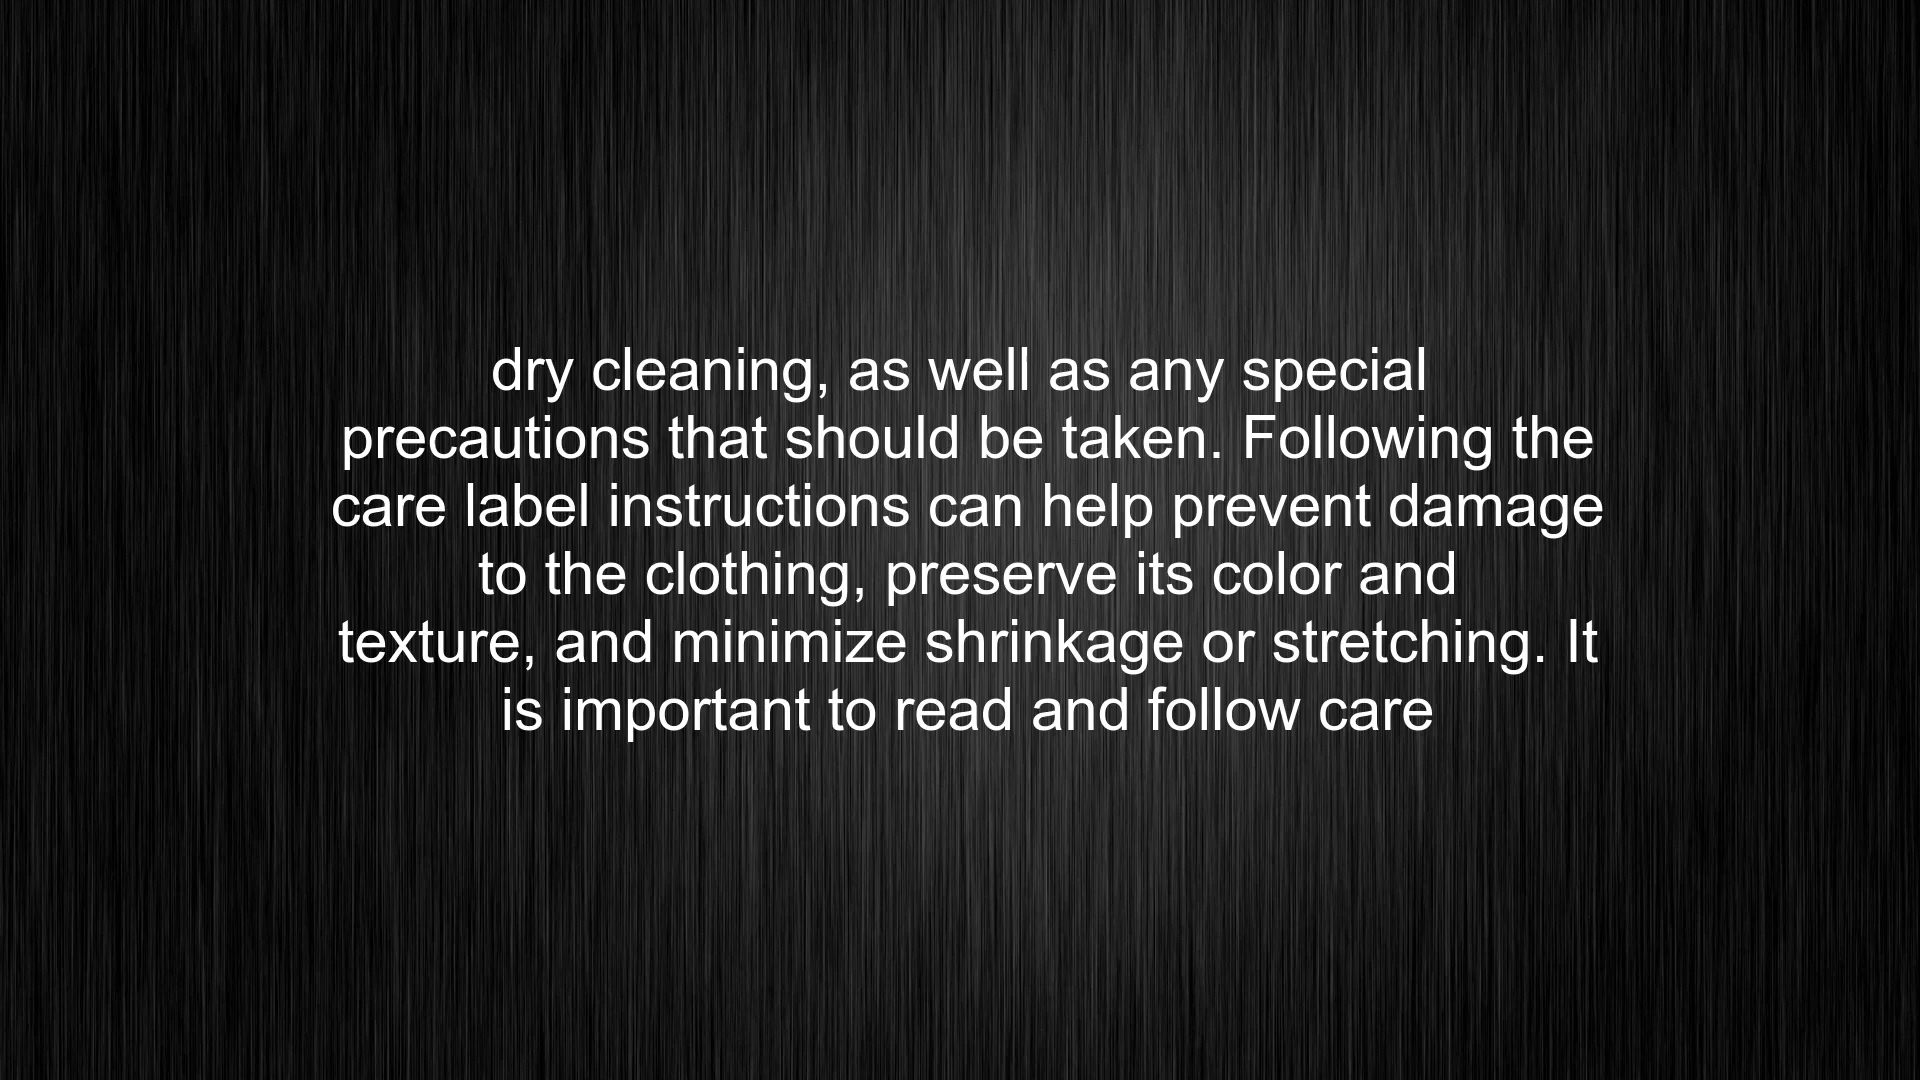 dry cleaning, as well as any special
precautions that should be taken. Following the
care label instructions can help prevent damage
to the clothing, preserve its color and
texture, and minimize shrinkage or stretching. It
is important to read and follow care